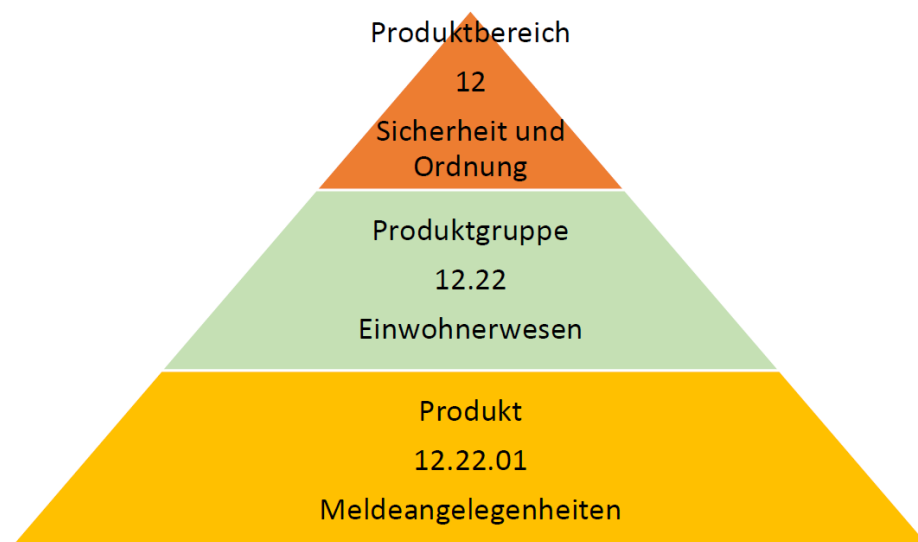 Produktbereich
12
Sicherheit und
Ordnung
Produktgruppe
12.22
Einwohnerwesen
Produkt
12.22.01
Meldeangelegenheiten